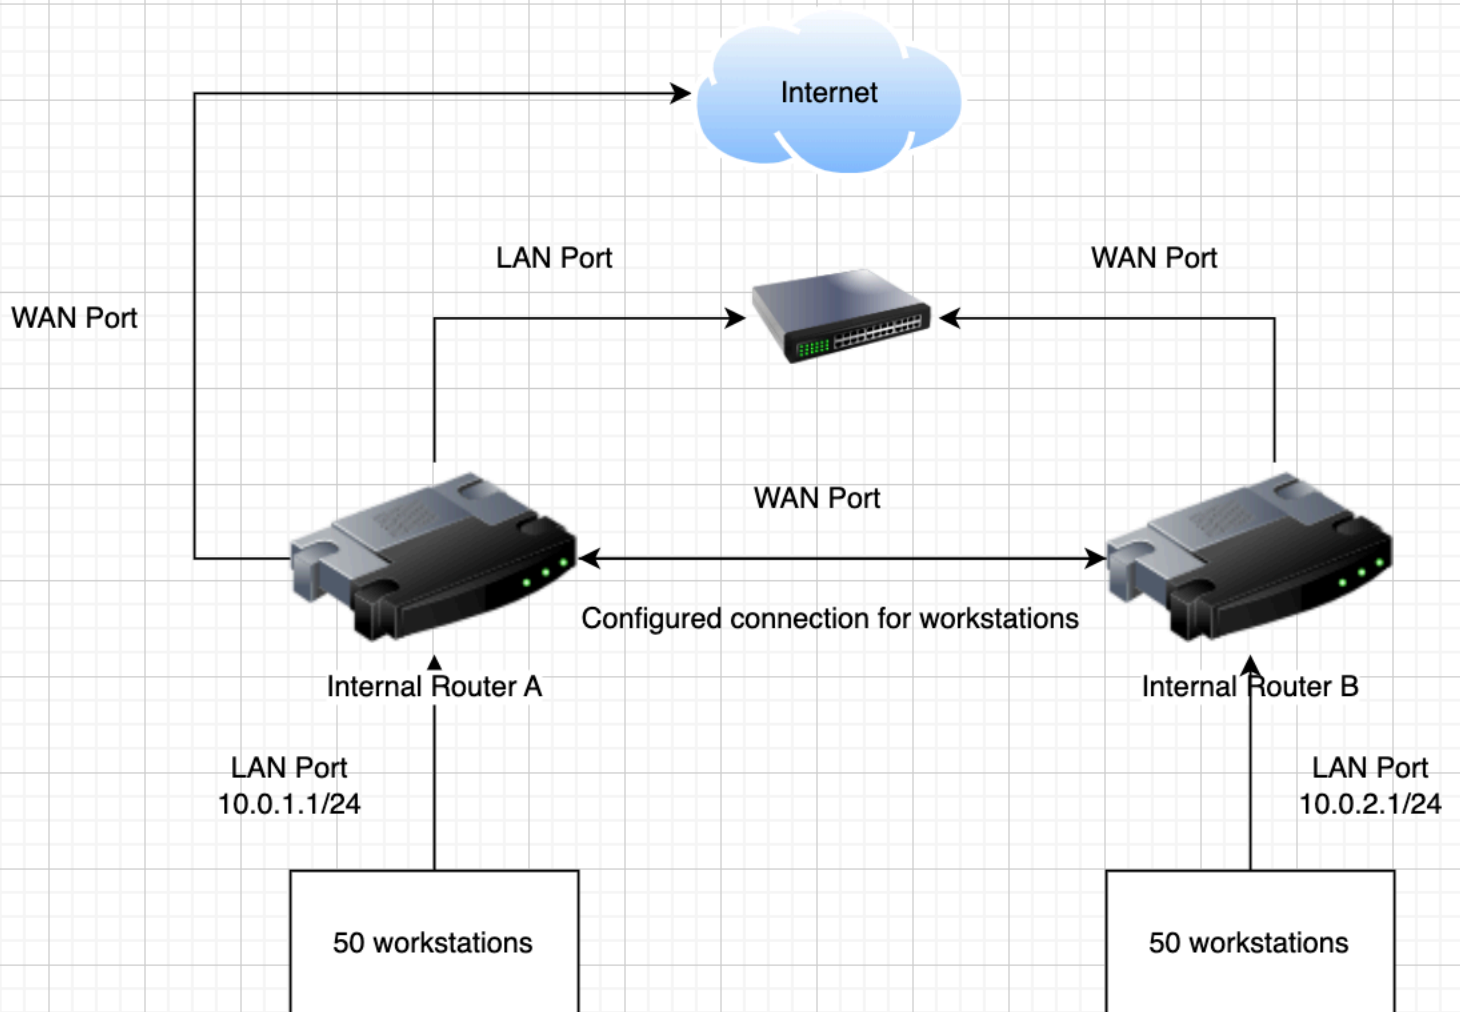 Internet
LAN Port
WAN Port
WAN Port
WAN Port
Configured connection for workstations
Internal Router A
Internal Router B
LAN Port
10.0.1.1/24
LAN Port
10.0.2.1/24
50 workstations
50 workstations